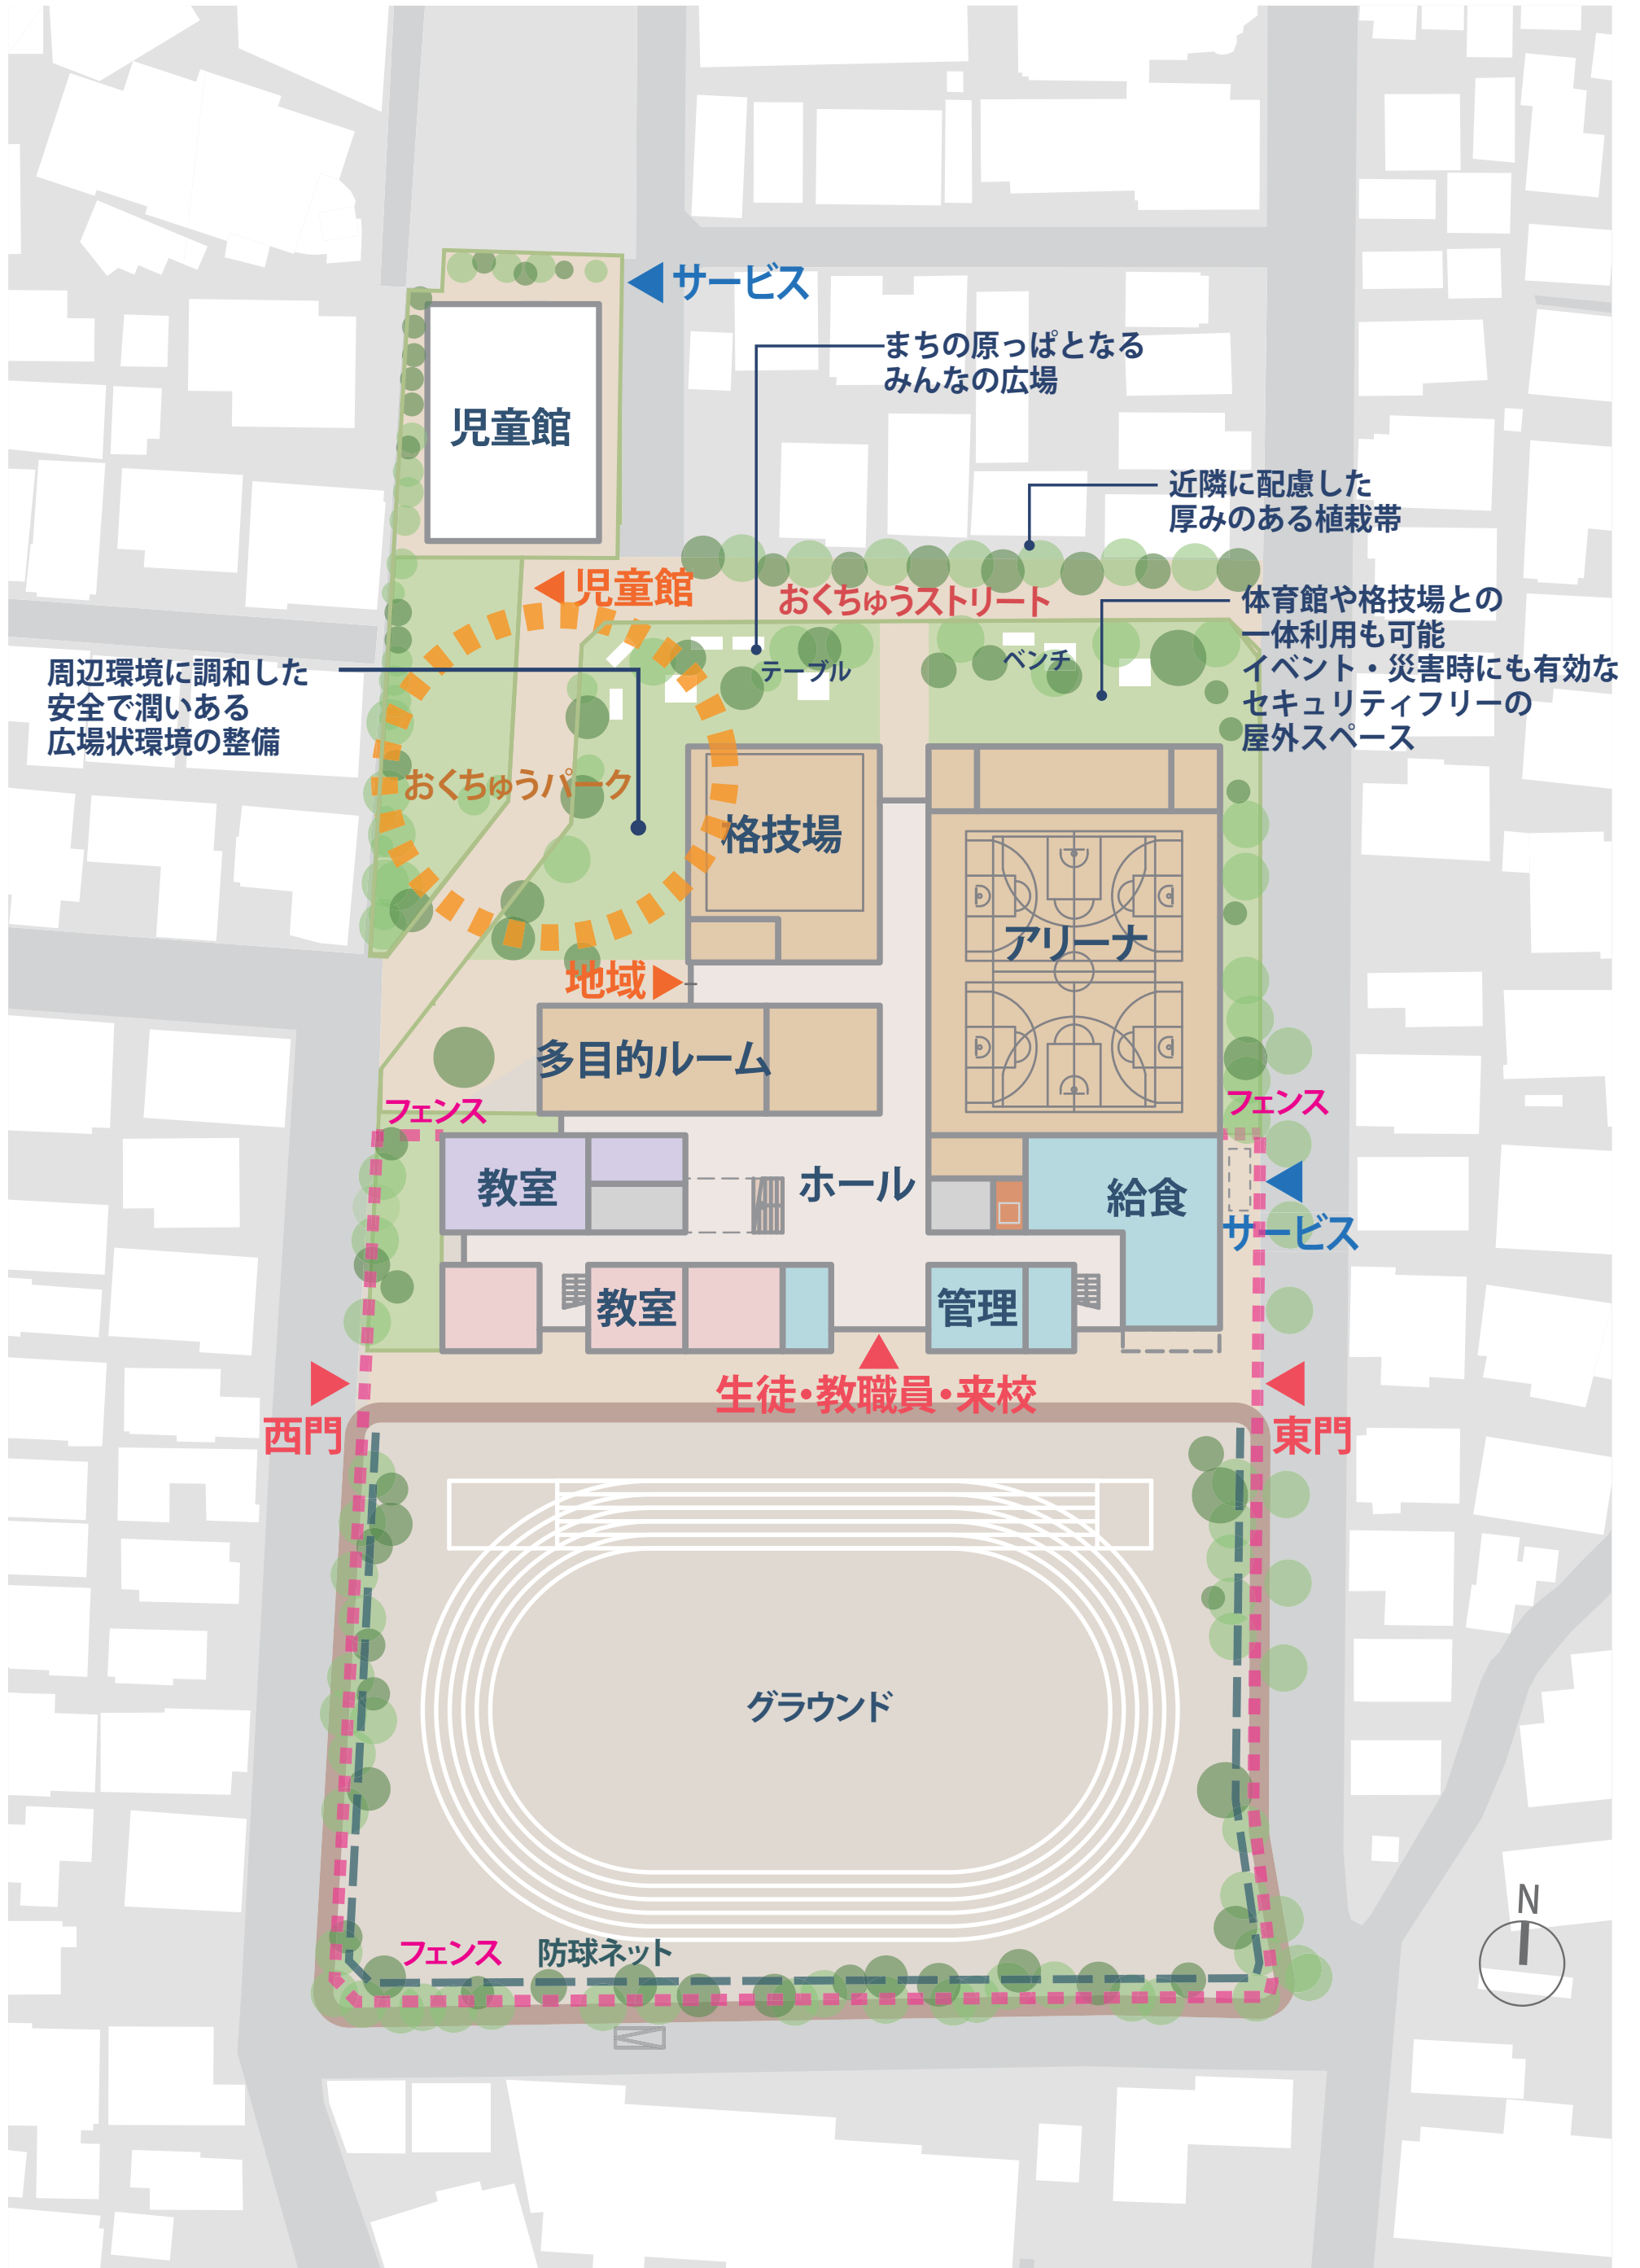 サービス
まちの原っぱとなる
みんなの広場
児童館
近隣に配慮した
厚みのある植栽帯
児童館
おくちゅうストリート
体育館や格技場との
一体利用も可能
イベント・災害時にも有効な
セキュリティフリーの
屋外スペース
テーブル
ベンチ
周辺環境に調和した
安全で潤いある
広場状環境の整備
おくちゅうパーク
格技場
アリーナ
地域
多目的ルーム
フェンス
フェンス
教室
ホール
給食
サービス
教室
管理
生徒・教職員・来校
西門
東門
グラウンド
フェンス
防球ネット
N